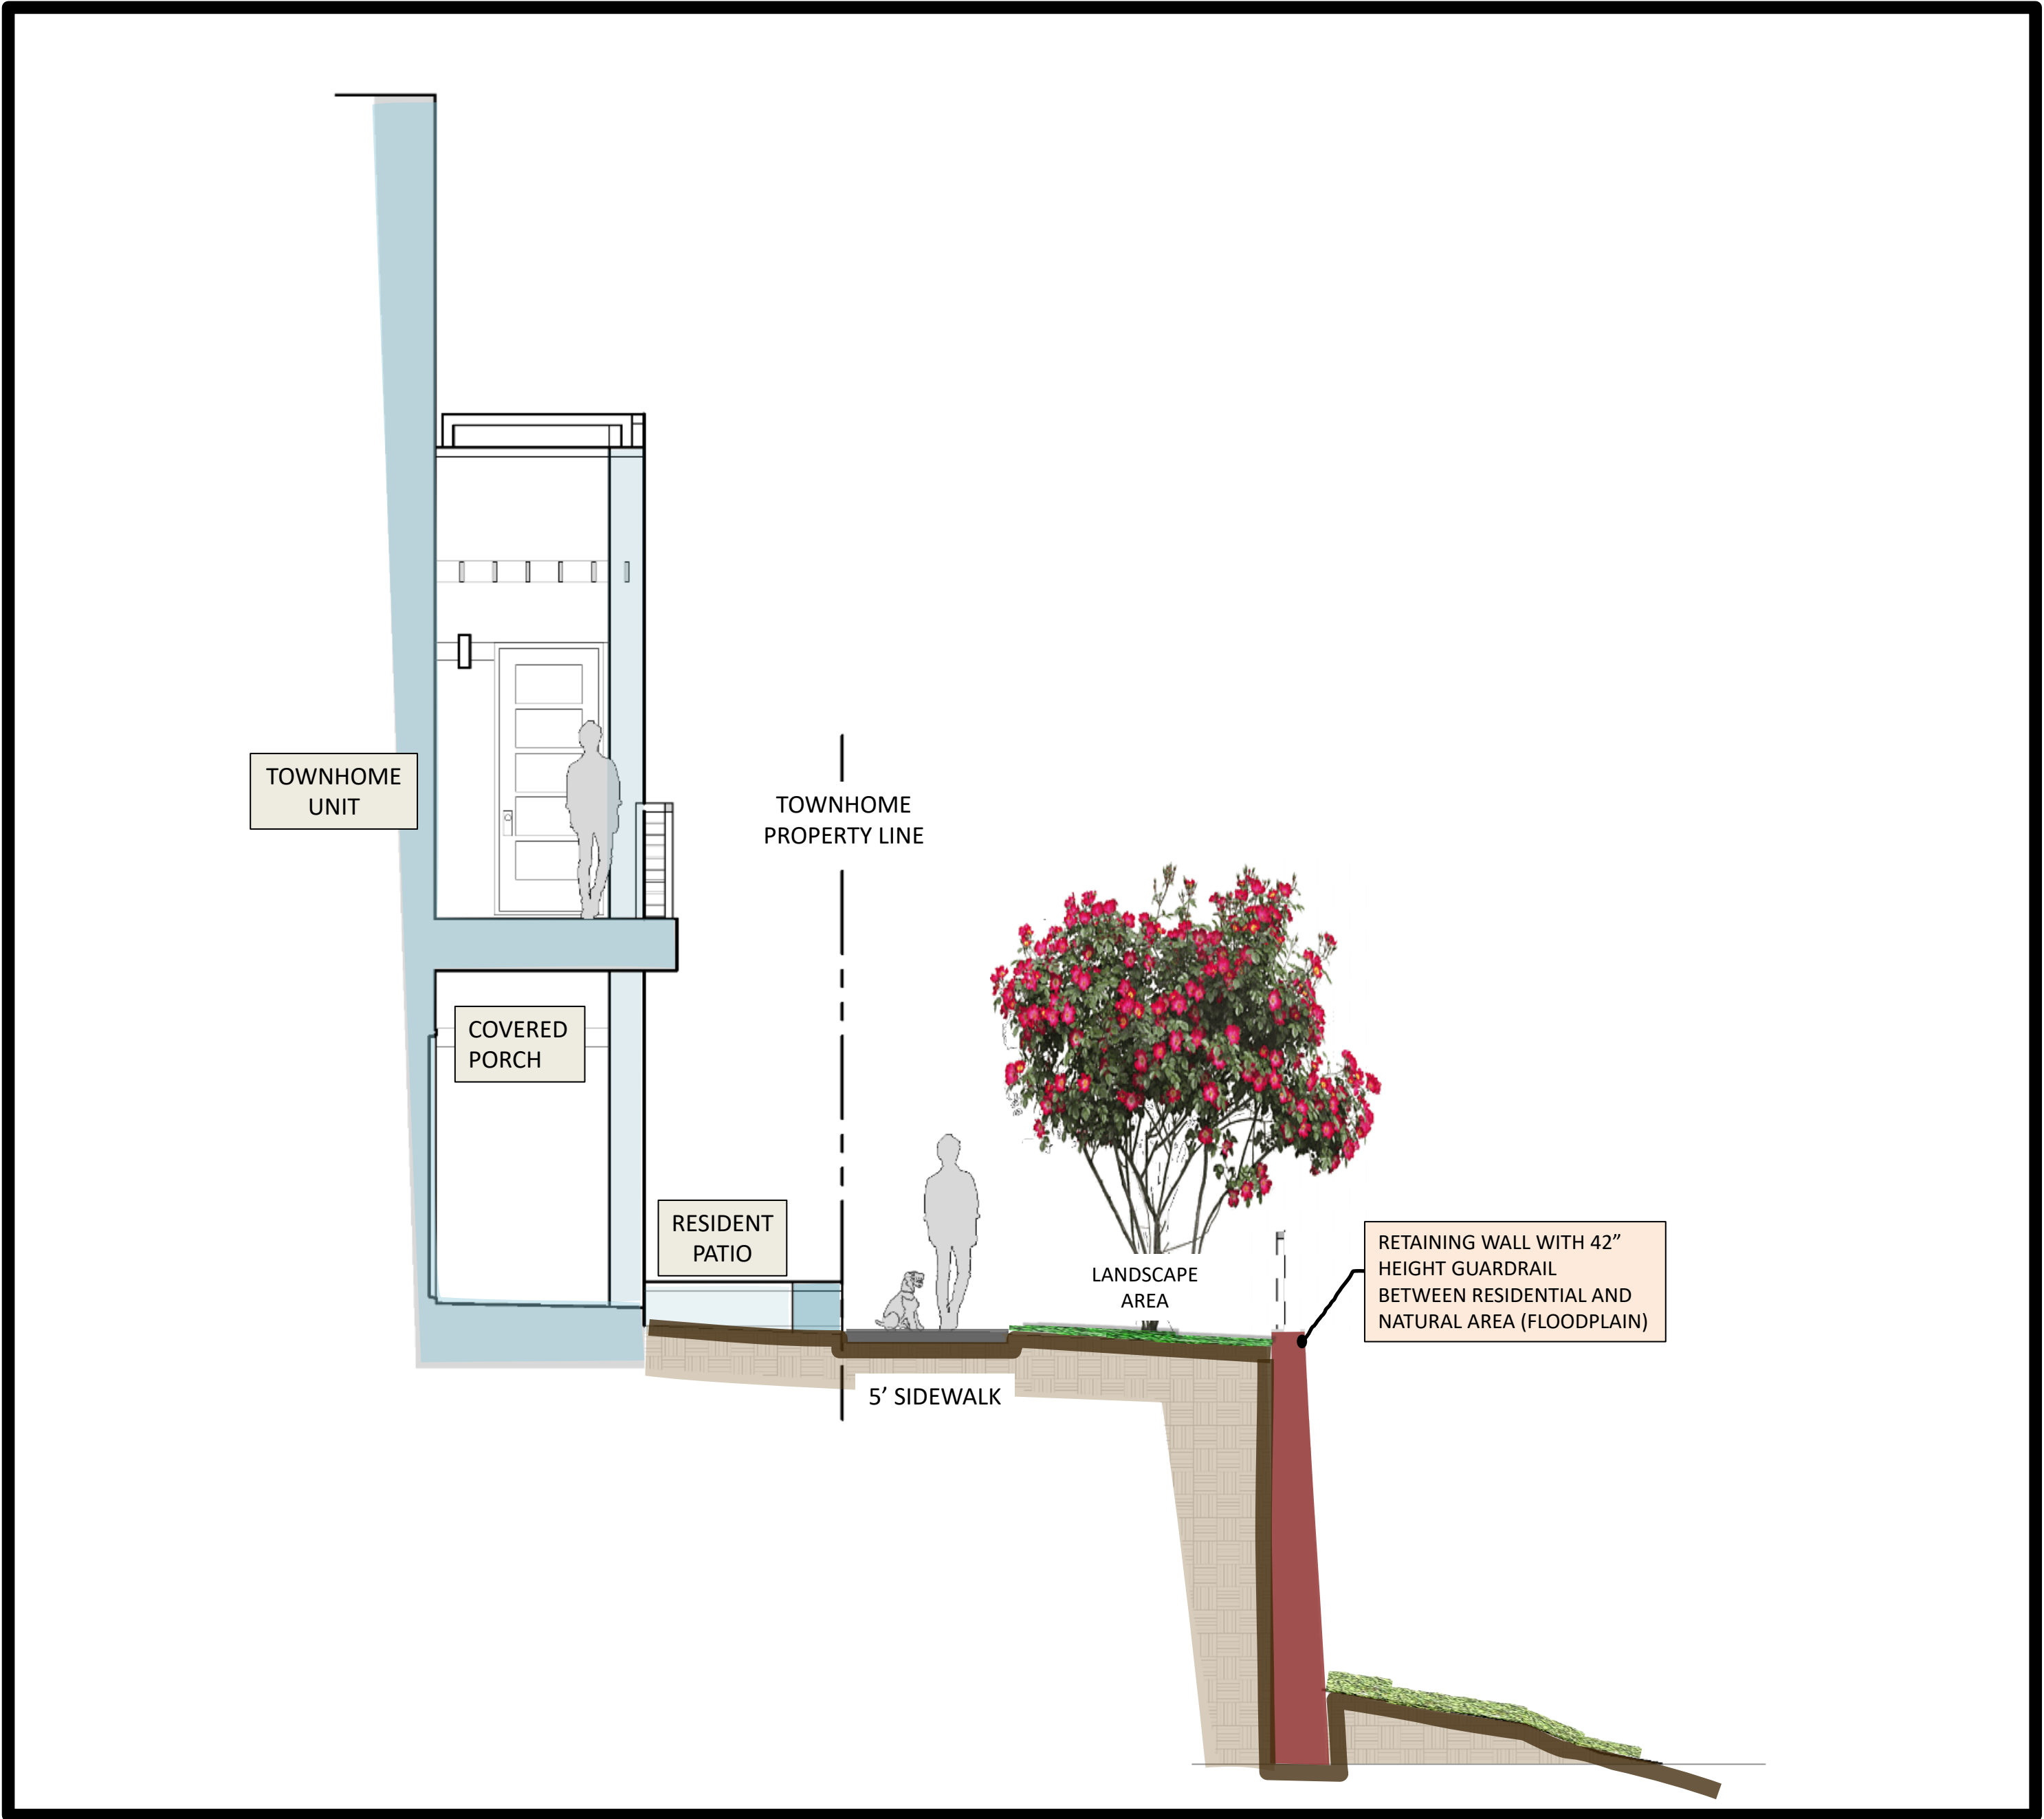 TOWNHOME
UNIT
TOWNHOME
PROPERTY LINE
COVERED
PORCH
RESIDENT
PATIO
LANDSCAPE
AREA
RETAINING WALL WITH 42”
HEIGHT GUARDRAIL
BETWEEN RESIDENTIAL AND
NATURAL AREA (FLOODPLAIN)
5’ SIDEWALK